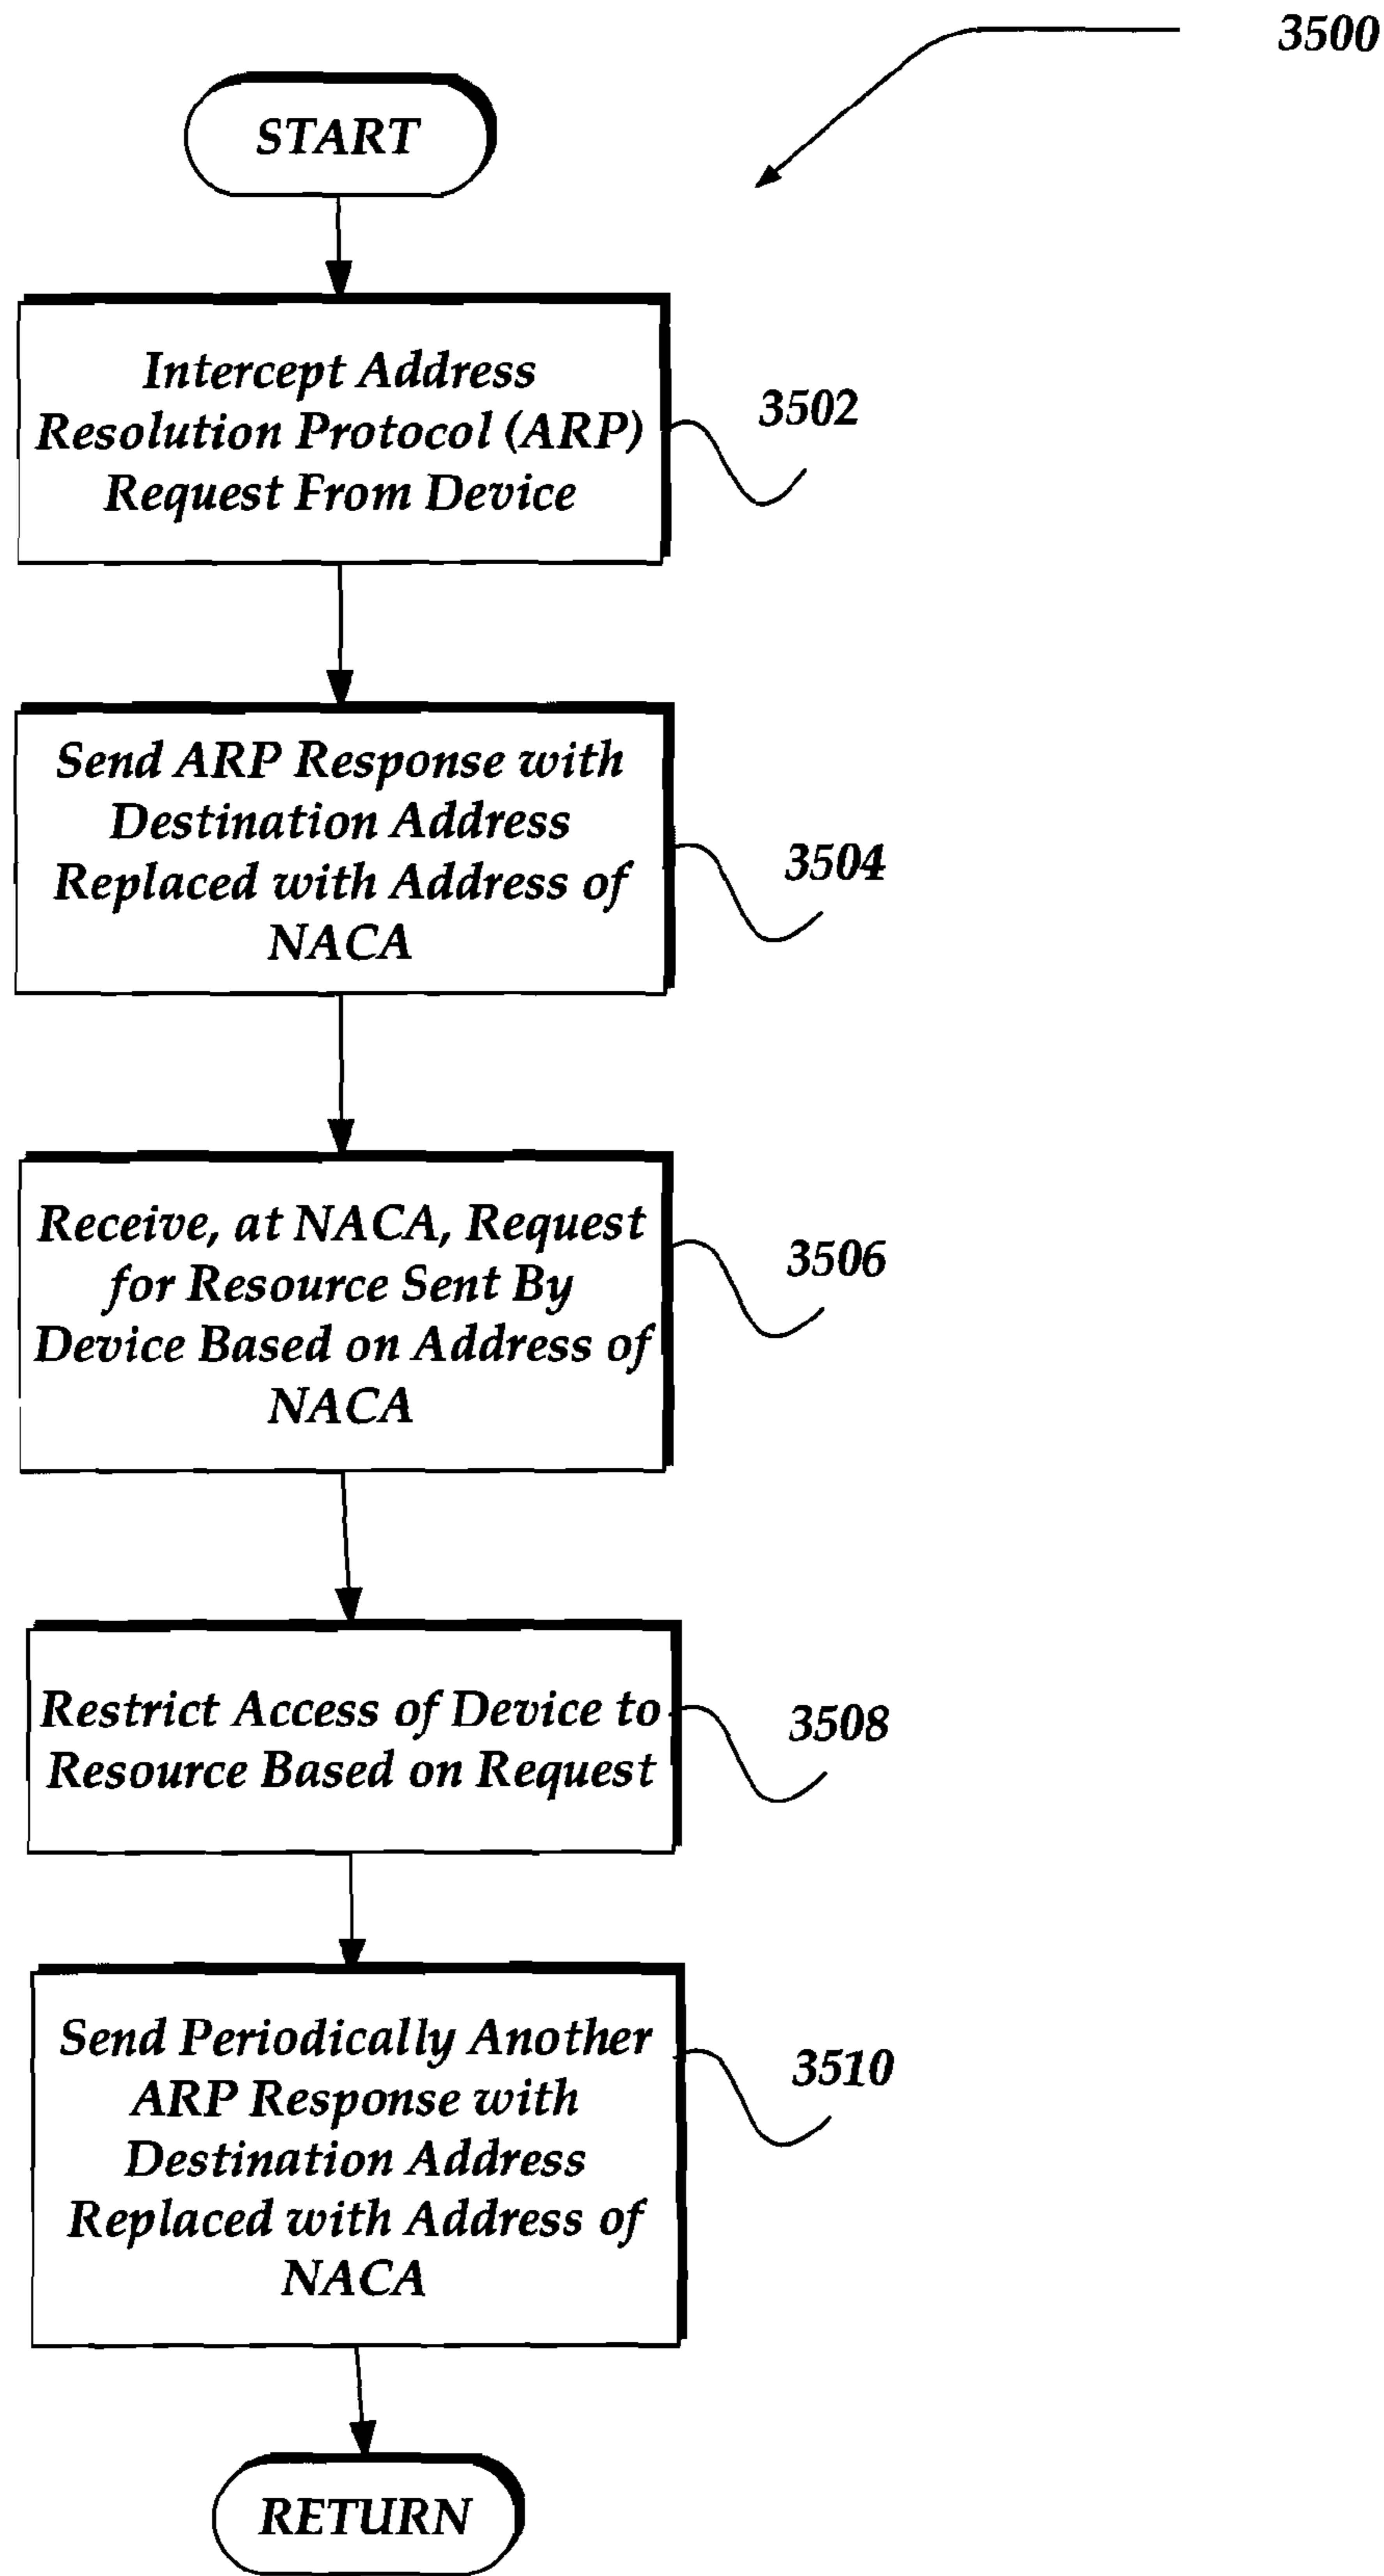 3500
START
Intercept Address
Resolution Protocol (ARP)
Request From Device
3502
Send ARP Response with
Destination Address
Replaced with Address of
NACA
3504
Receive, at NACA, Request
for Resource Sent By
Device Based on Address of
NACA
3506
Restrict Access of Device to
Resource Based on Request
3508
Send Periodically Another
ARP Response with
Destination Address
Replaced with Address of
NACA
3510
RETURN